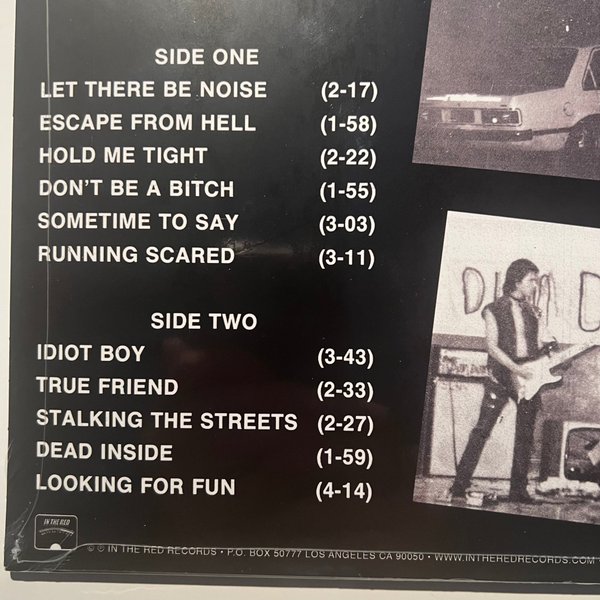 SIDE ONE
LET THERE BE NOISE (2-17)
ESCAPE FROM HELL (1-58)
HOLD ME TIGHT (2-22)
DON'T BE A BITCH (1-55)
SOMETIME TO SAY (3-03)
RUNNING SCARED (3-11)
SIDE TWO
IDIOT BOY (3-43)
TRUE FRIEND (2-33)
STALKING THE STREETS (2-27)
DEAD INSIDE (1-59)
LOOKING FOR FUN (4-14)
IN THE RED
© ℗ IN THE RED RECORDS • P.O. BOX 50777 LOS ANGELES CA 90050 • WWW.INTHEREDRECORDS.COM